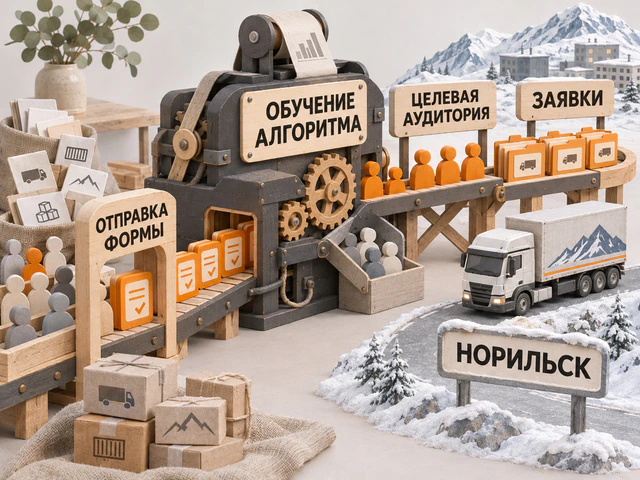 ОБУЧЕНИЕ
АЛГОРИТМА
ЦЕЛЕВАЯ
АУДИТОРИЯ
ЗАЯВКИ
ОТПРАВКА
ФОРМЫ
НОРИЛЬСК